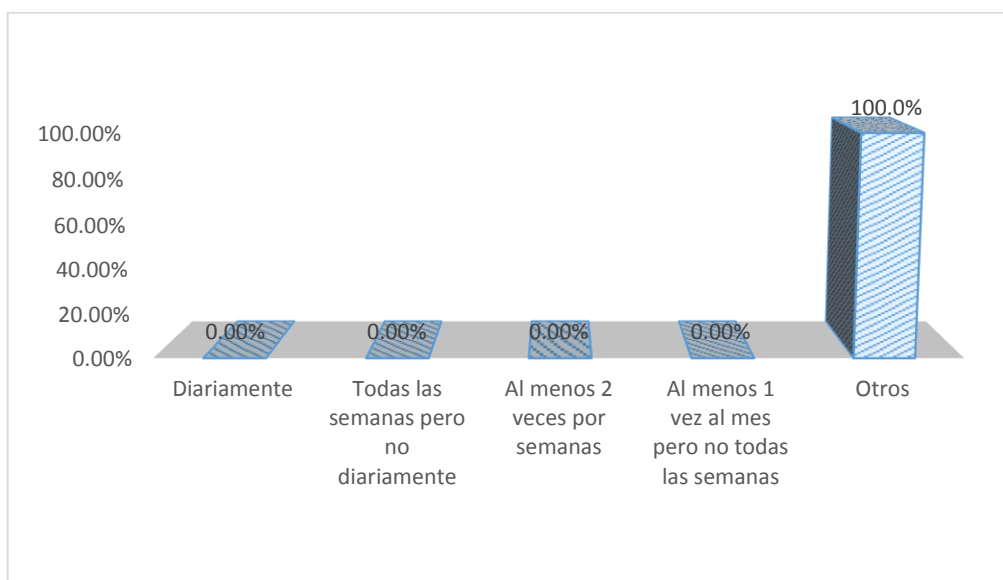 100.0%
100.00%
80.00%
60.00%
40.00%
20.00%
0.00%
0.00% 0.00% 0.00% 0.00%
Diariamente
Todas las
semanas pero
no
diariamente
Al menos 2
veces por
semanas
Al menos 1
vez al mes
pero no todas
las semanas
Otros